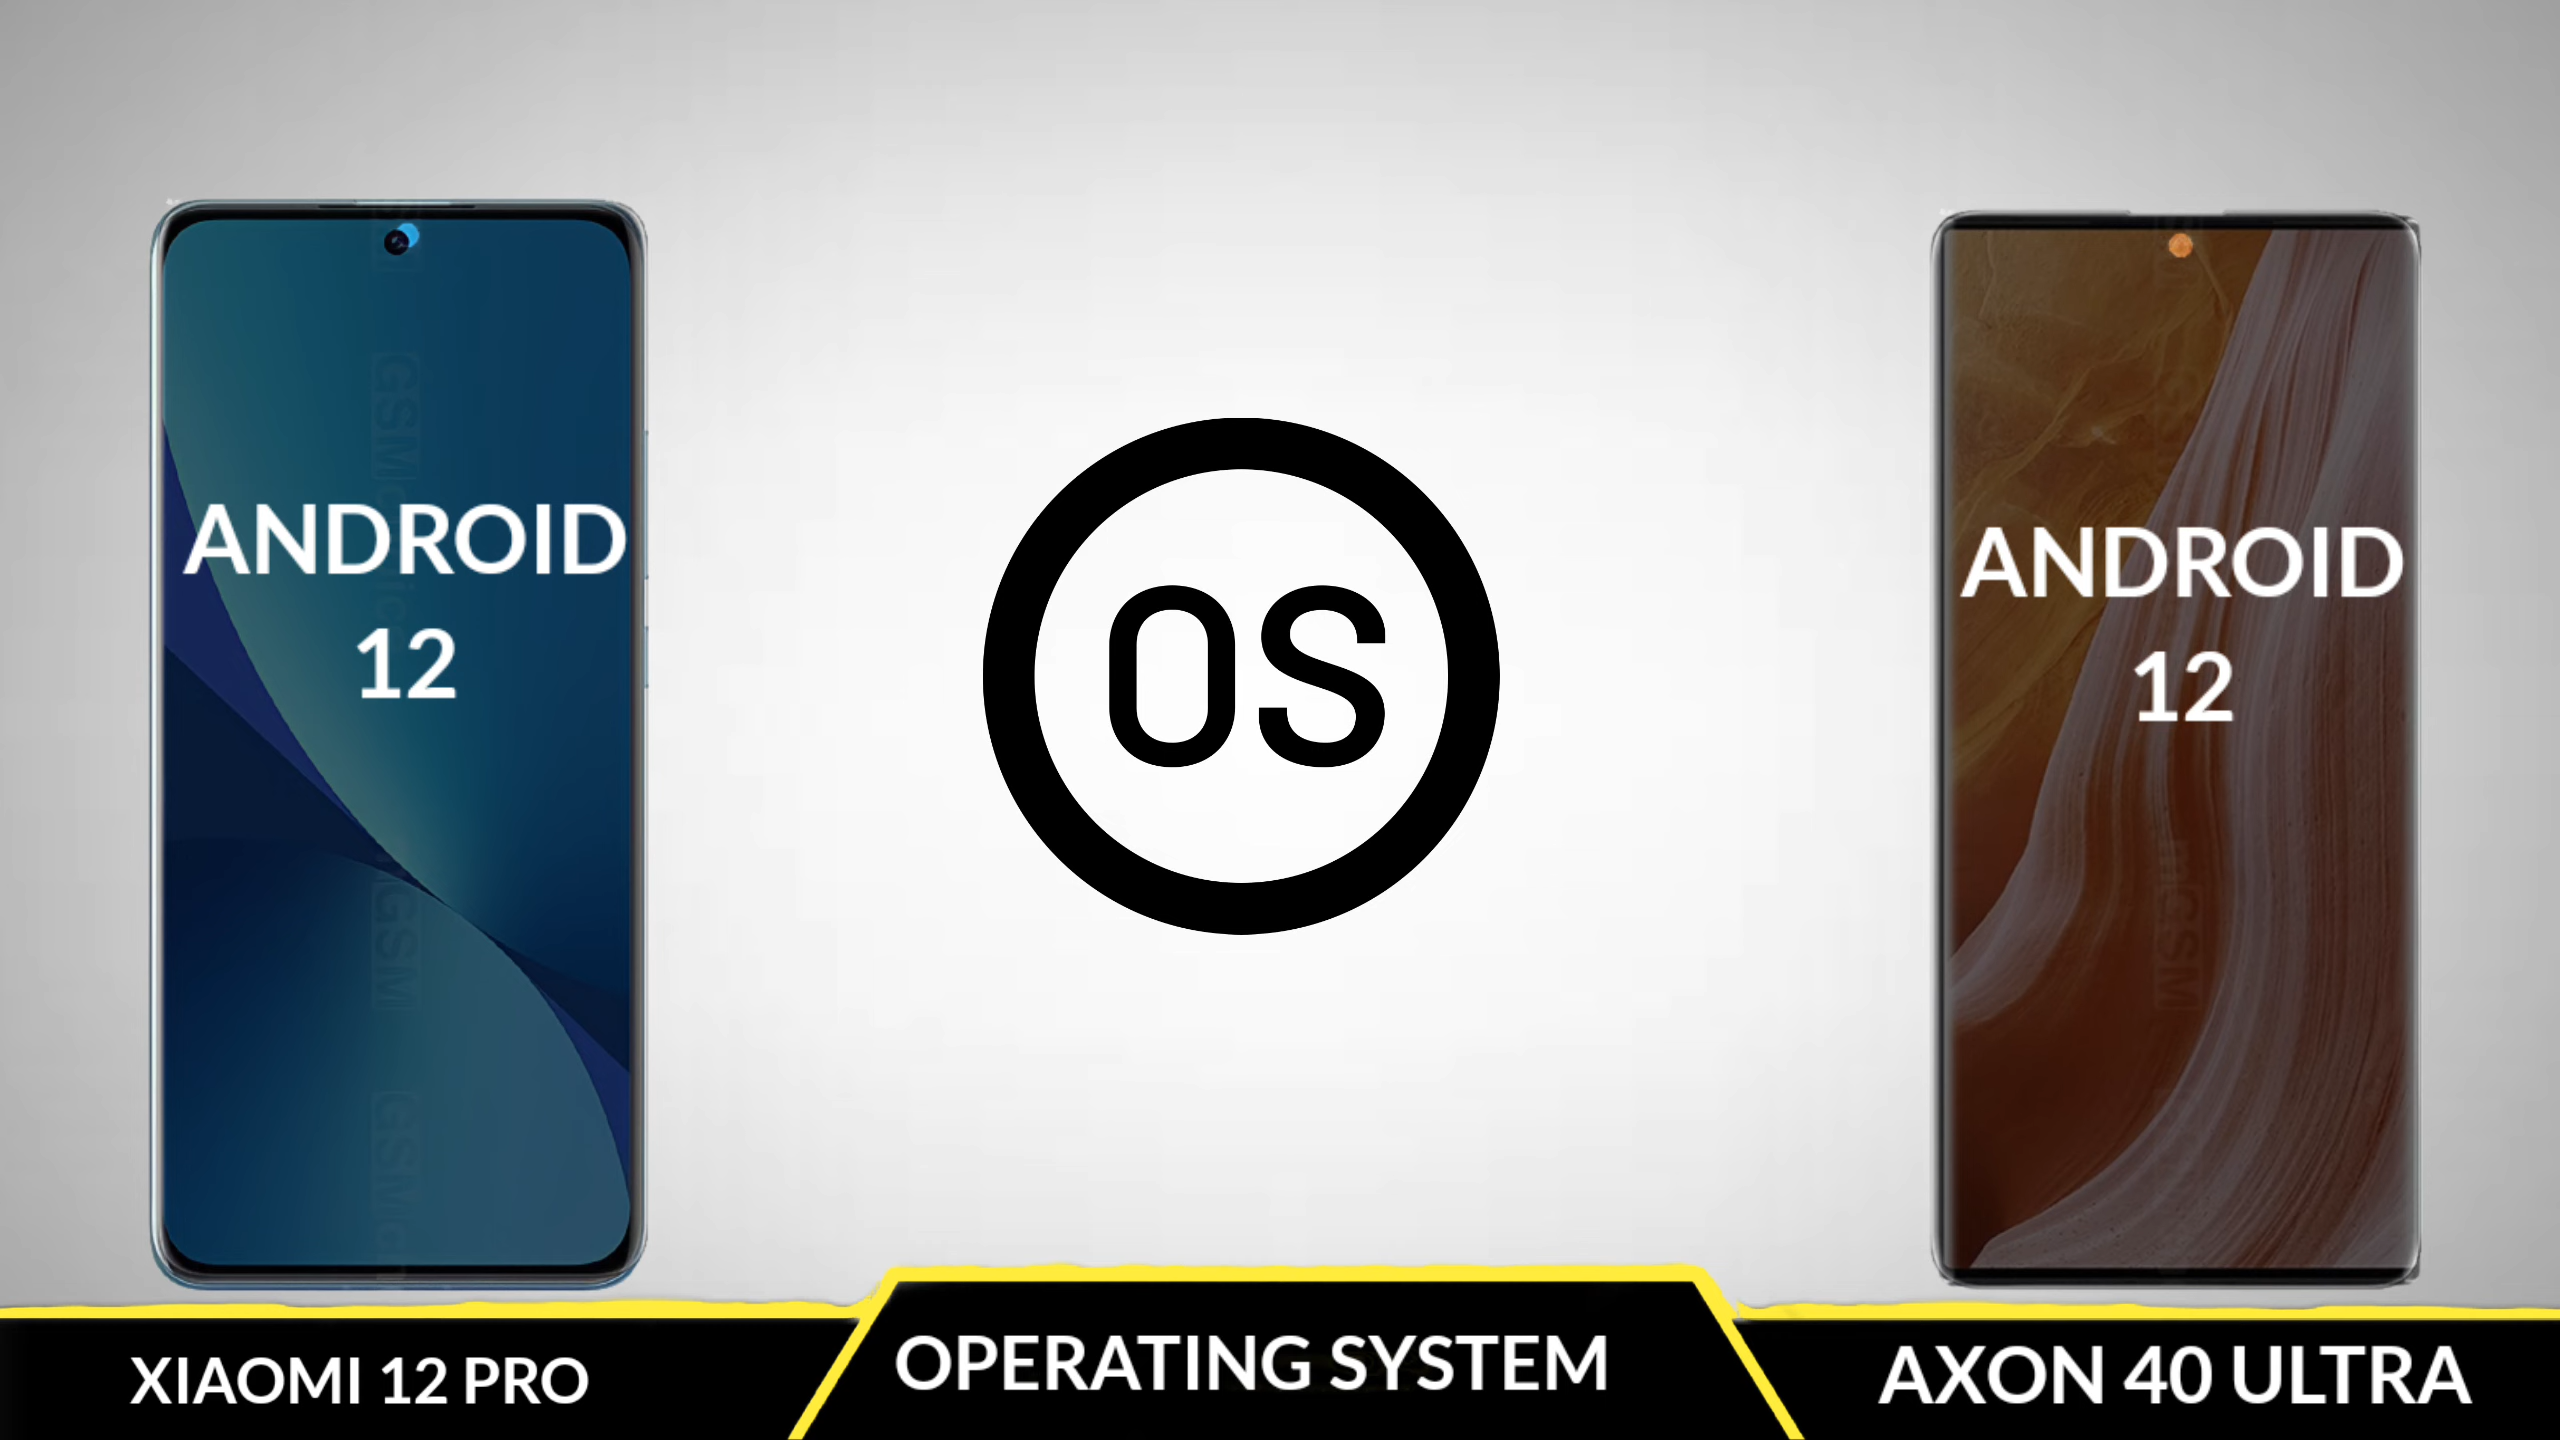 ANDROID
12
OS
ANDROID
12
XIAOMI 12 PRO
OPERATING SYSTEM
AXON 40 ULTRA